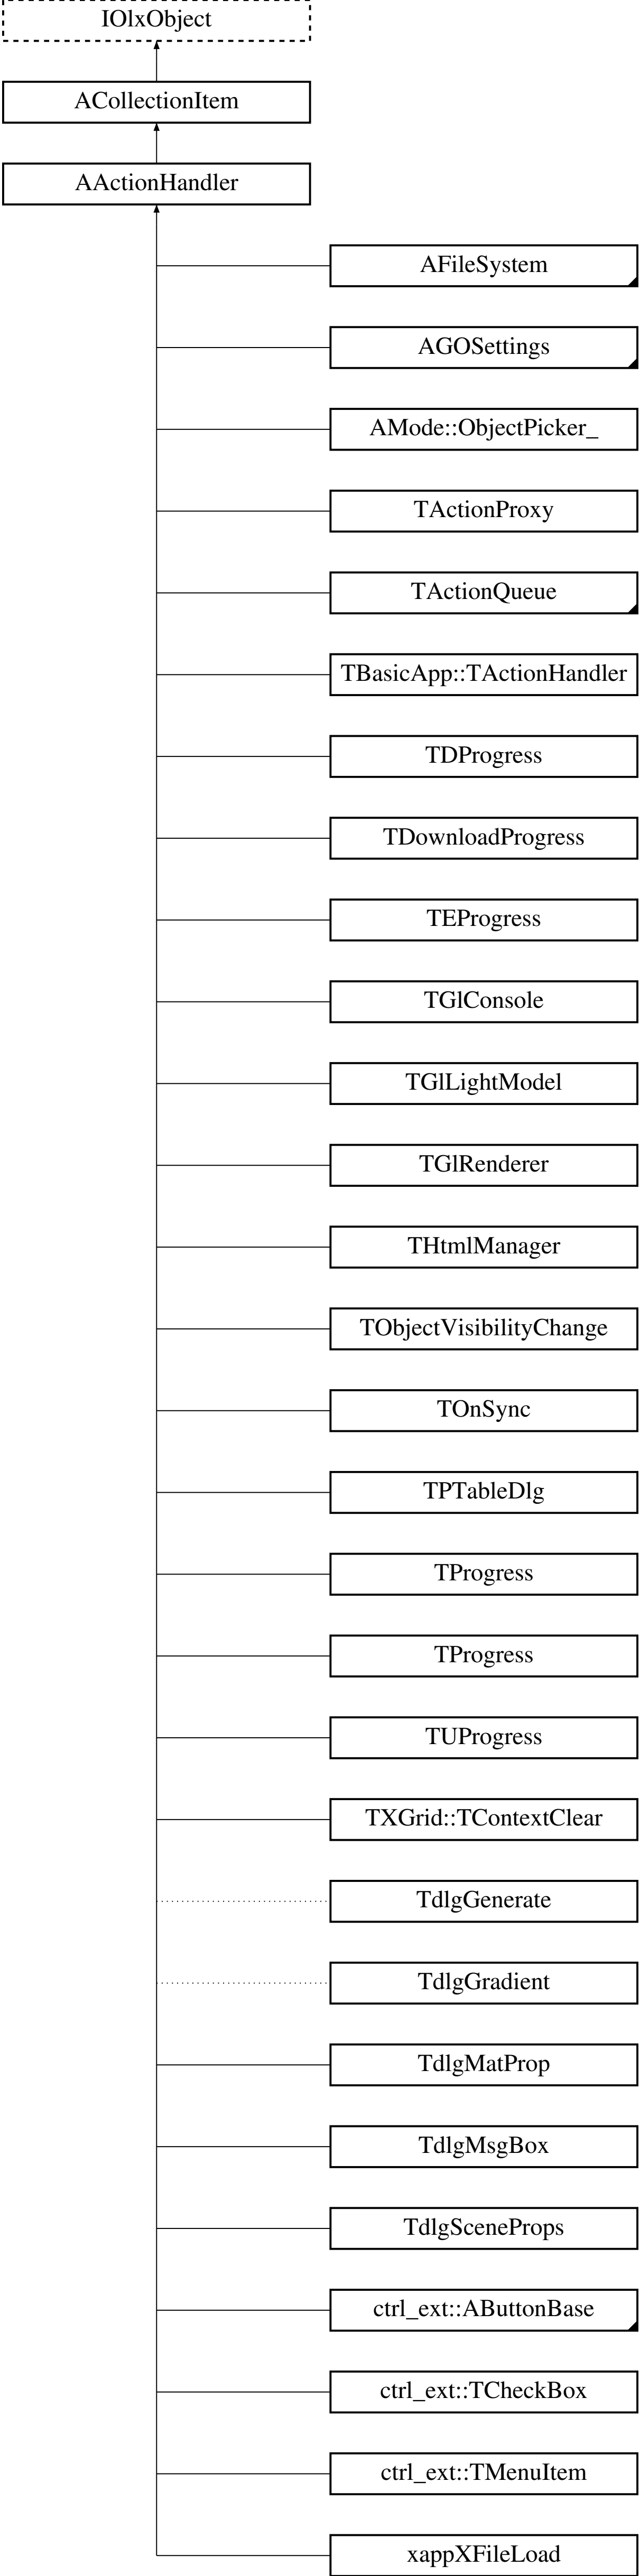 IOlxObject
ACollectionItem
AActionHandler
AFileSystem
AGOSettings
AMode::ObjectPicker_
TActionProxy
TActionQueue
TBasicApp::TActionHandler
TDProgress
TDownloadProgress
TEProgress
TGlConsole
TGlLightModel
TGlRenderer
THtmlManager
TObjectVisibilityChange
TOnSync
TPTableDlg
TProgress
TProgress
TUProgress
TXGrid::TContextClear
TdlgGenerate
TdlgGradient
TdlgMatProp
TdlgMsgBox
TdlgSceneProps
ctrl_ext::AButtonBase
ctrl_ext::TCheckBox
ctrl_ext::TMenuItem
xappXFileLoad